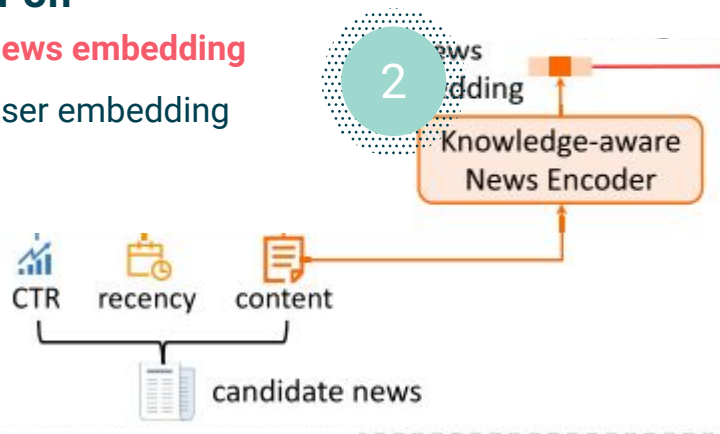 ews embedding
ser embedding
2
ews
dding
Knowledge-aware
News Encoder
CTR recency content
candidate news